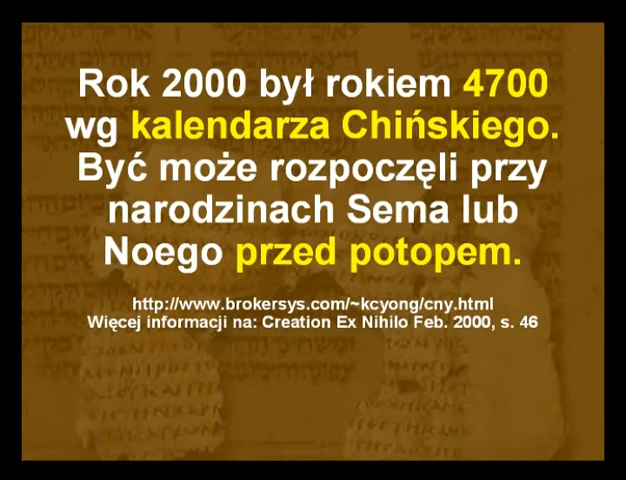 Rok 2000 był rokiem 4700
wg kalendarza Chińskiego.
Być może rozpoczęli przy
narodzinach Sema lub
Noego przed potopem.
http://www.brokersys.com/~kcyong/cny.html
Więcej informacji na: Creation Ex Nihilo Feb. 2000, s. 46